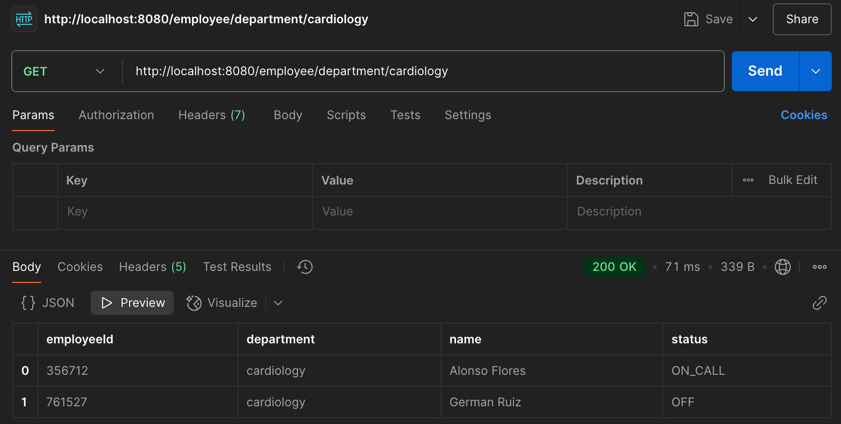 HTTP http://localhost:8080/employee/department/cardiology Save Share
GET http://localhost:8080/employee/department/cardiology Send
Params Authorization Headers (7) Body Scripts Tests Settings Cookies
Query Params
Key Value Description Bulk Edit
Key Value Description
Body Cookies Headers (5) Test Results 200 OK • 71 ms • 339 B •
{} JSON Preview Visualize
employeeId department name status
0 356712 cardiology Alonso Flores ON_CALL
1 761527 cardiology German Ruiz OFF